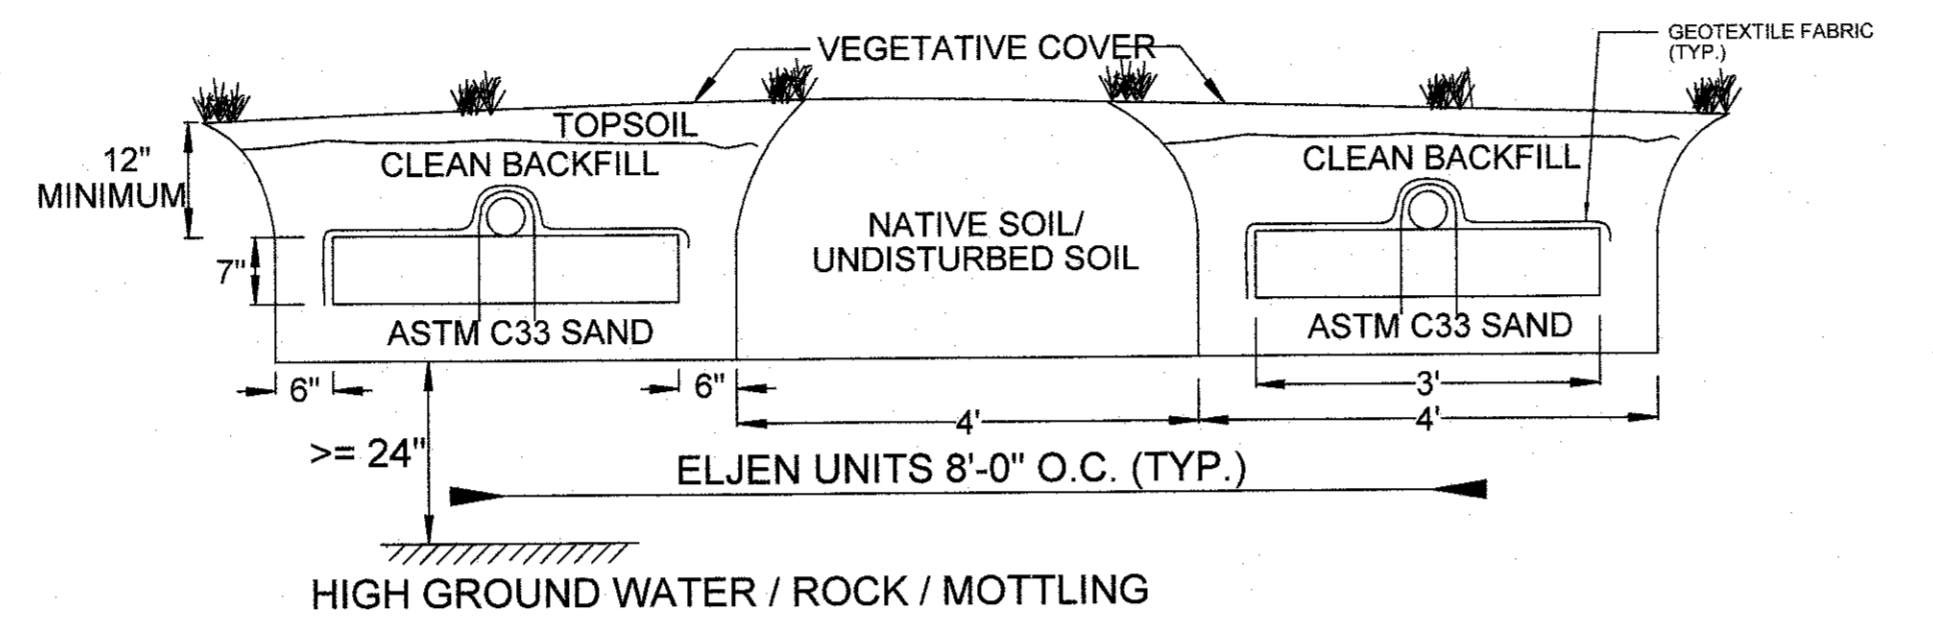 GEOTEXTILE FABRIC
(TYP.)
VEGETATIVE COVER
TOPSOIL
12"
MINIMUM
CLEAN BACKFILL
CLEAN BACKFILL
NATIVE SOIL/
UNDISTURBED SOIL
7"
ASTM C33 SAND
ASTM C33 SAND
6"
6"
3'
4'
4'
>= 24"
ELJEN UNITS 8'-0" O.C. (TYP.)
HIGH GROUND WATER / ROCK / MOTTLING